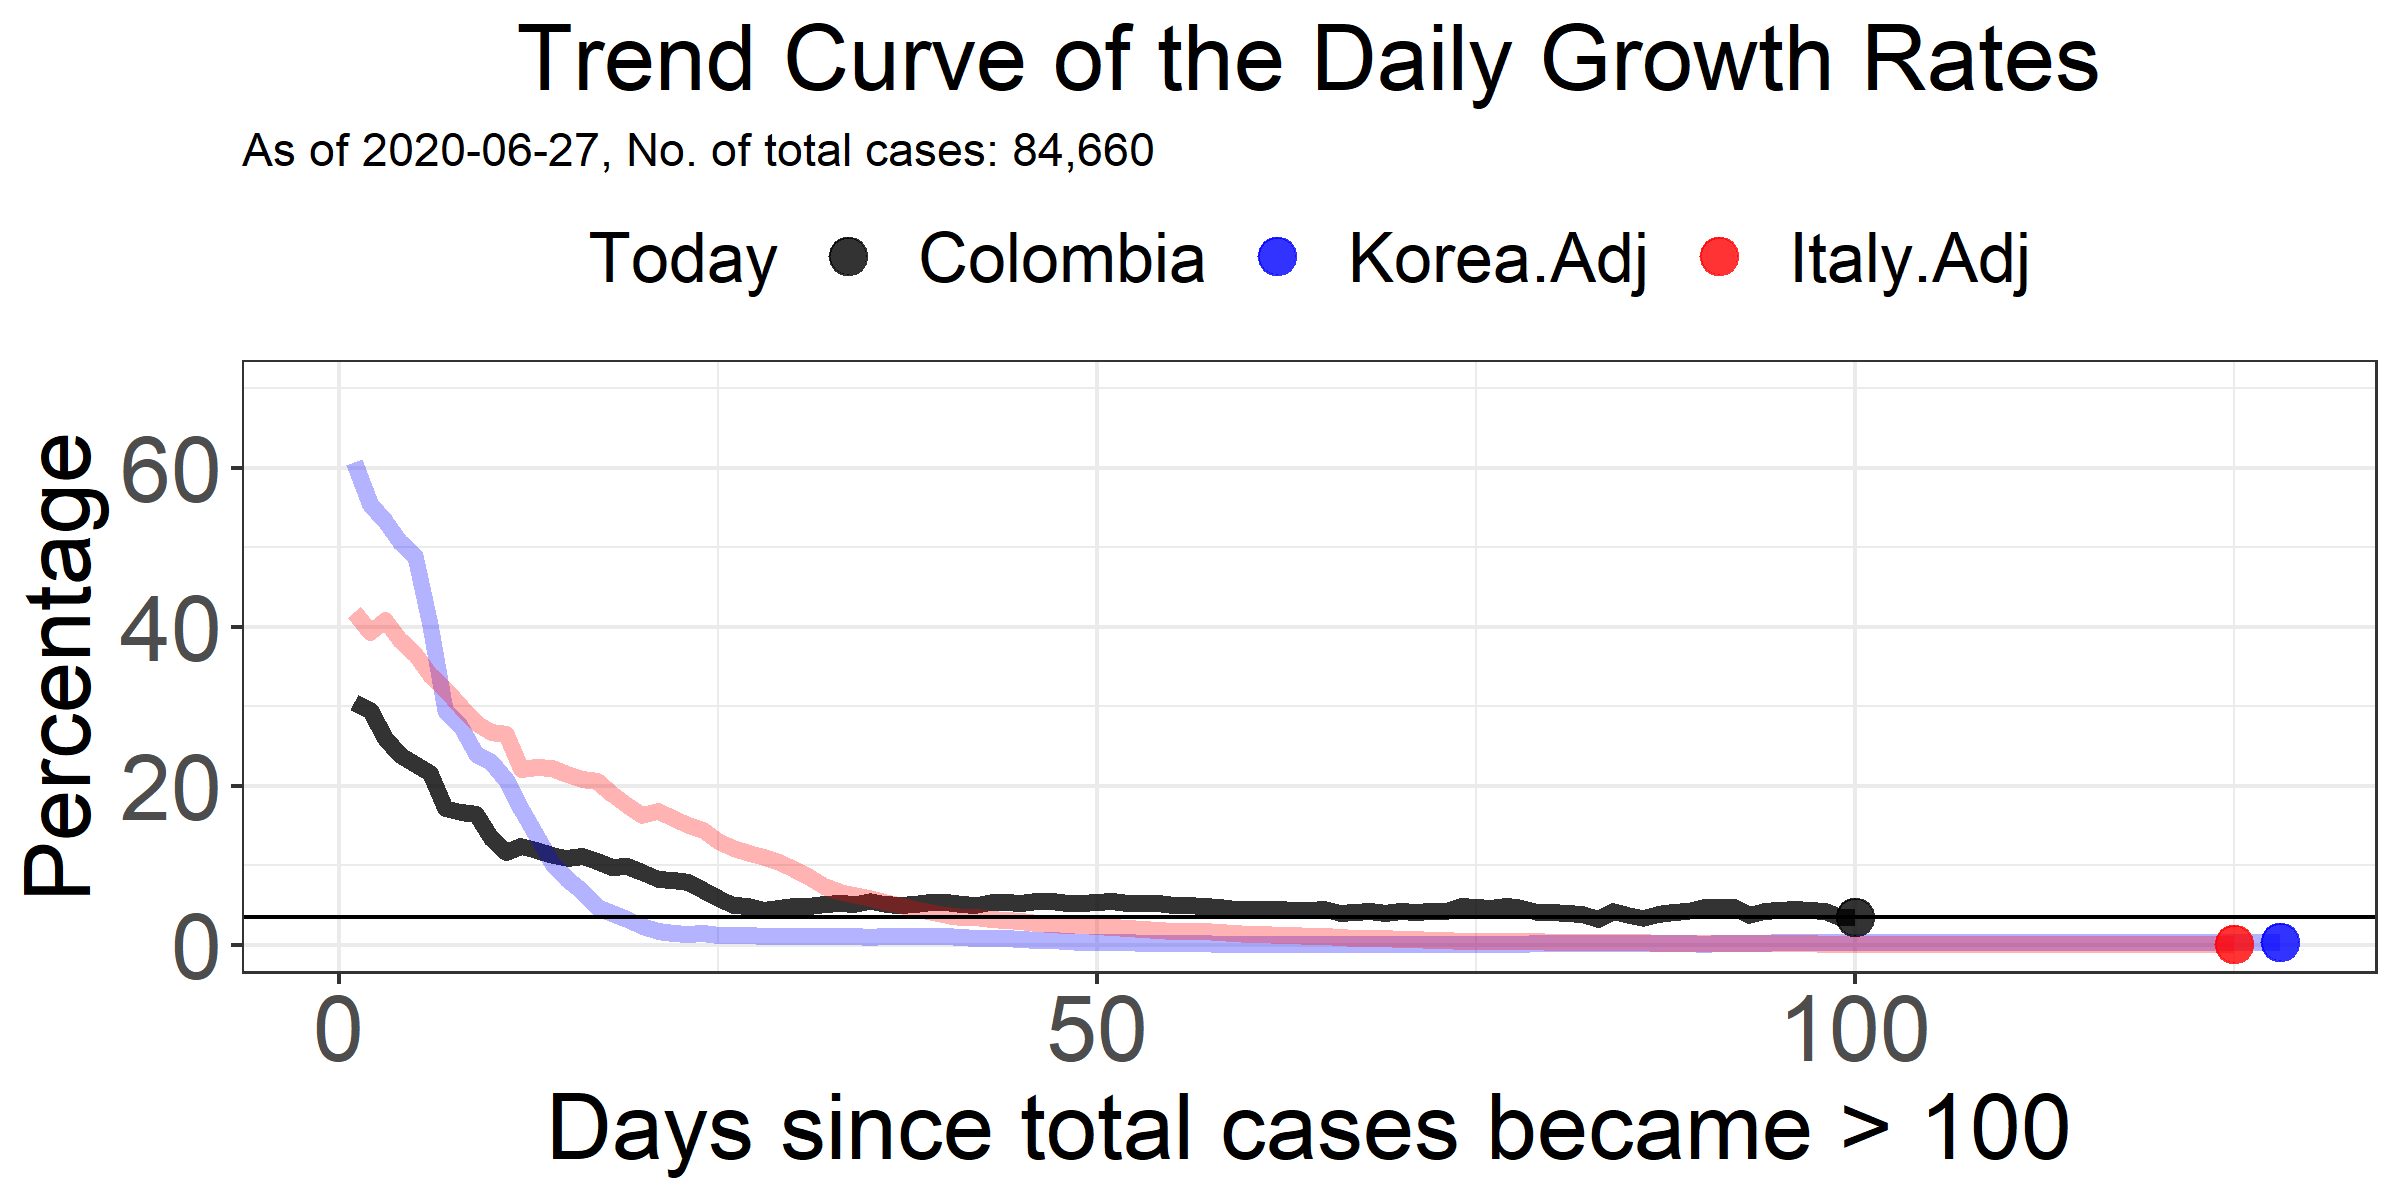 Trend Curve of the Daily Growth Rates
As of 2020-06-27, No. of total cases: 84,660
Today Colombia Korea.Adj Italy.Adj
Percentage
60
40
20
0
0 50 100
Days since total cases became > 100